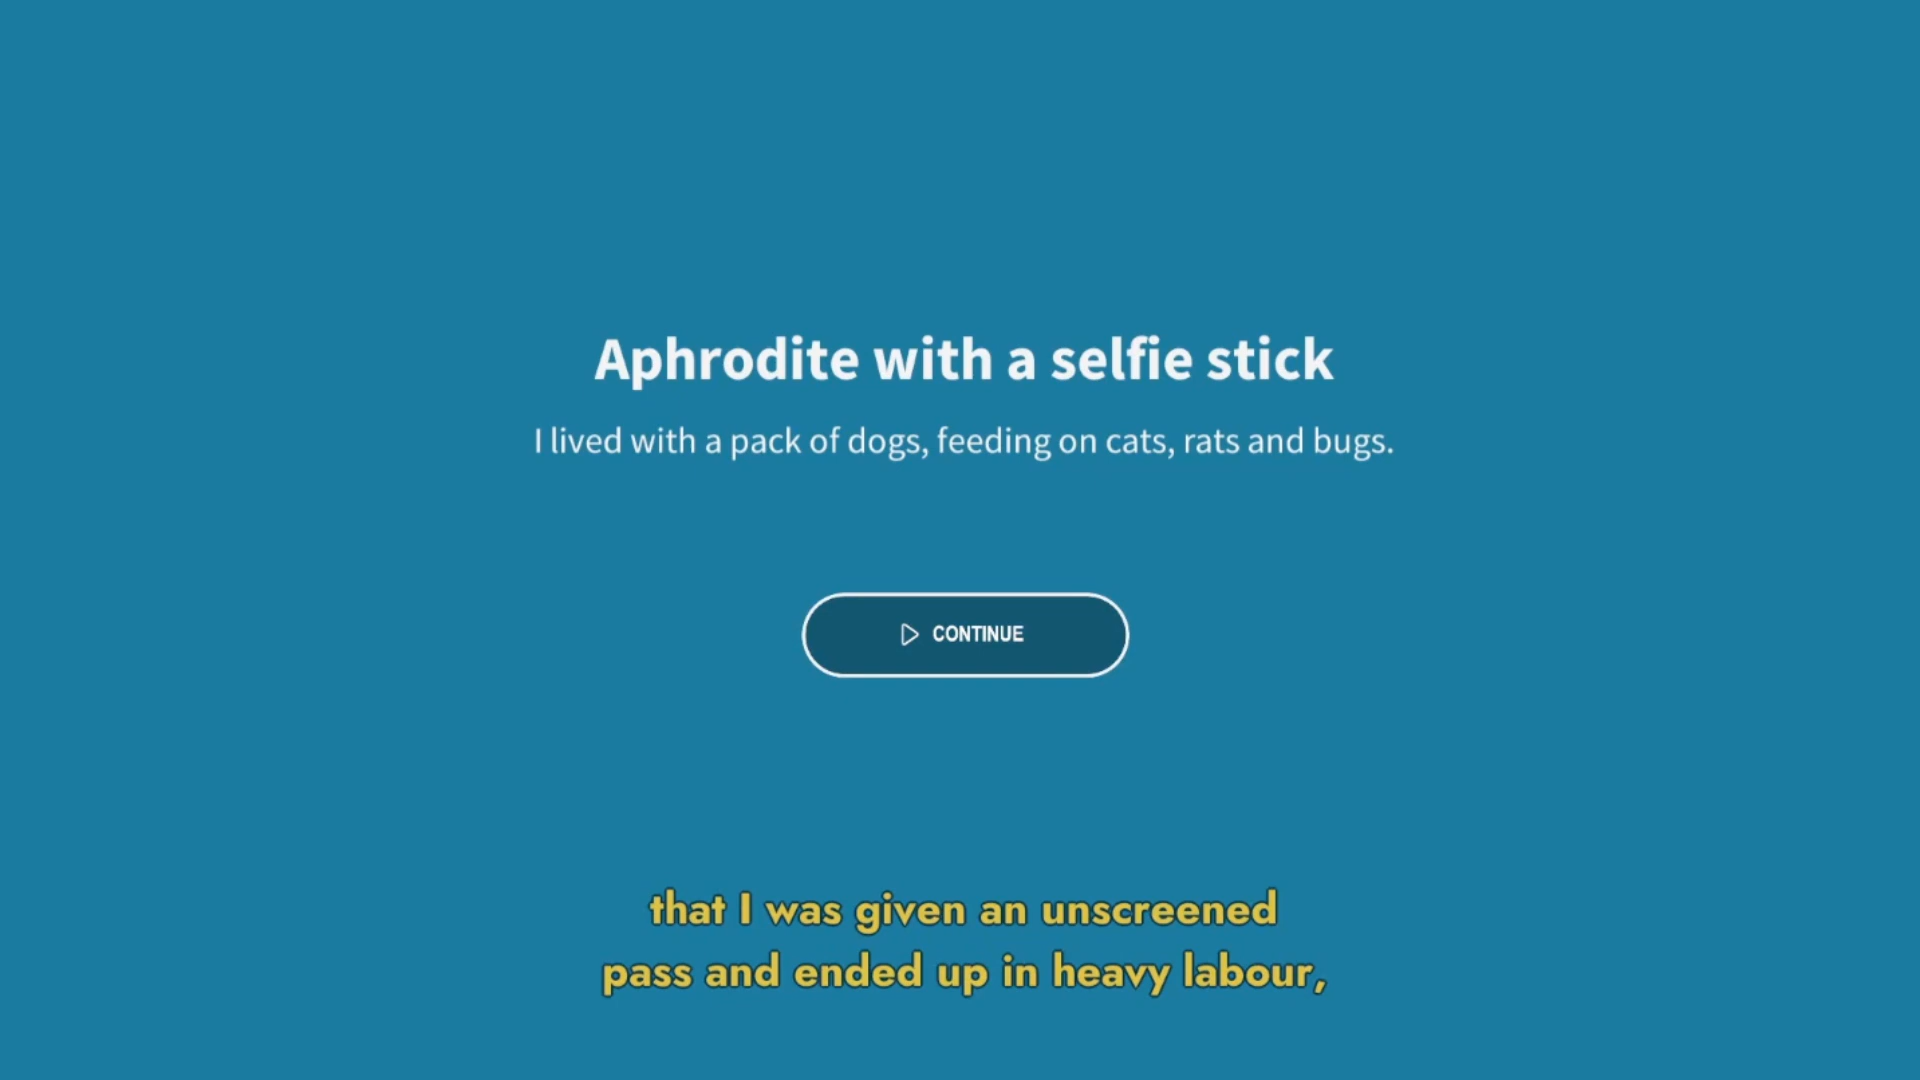 Aphrodite with a selfie stick
I lived with a pack of dogs, feeding on cats, rats and bugs.
CONTINUE
that I was given an unscreened
pass and ended up in heavy labour,